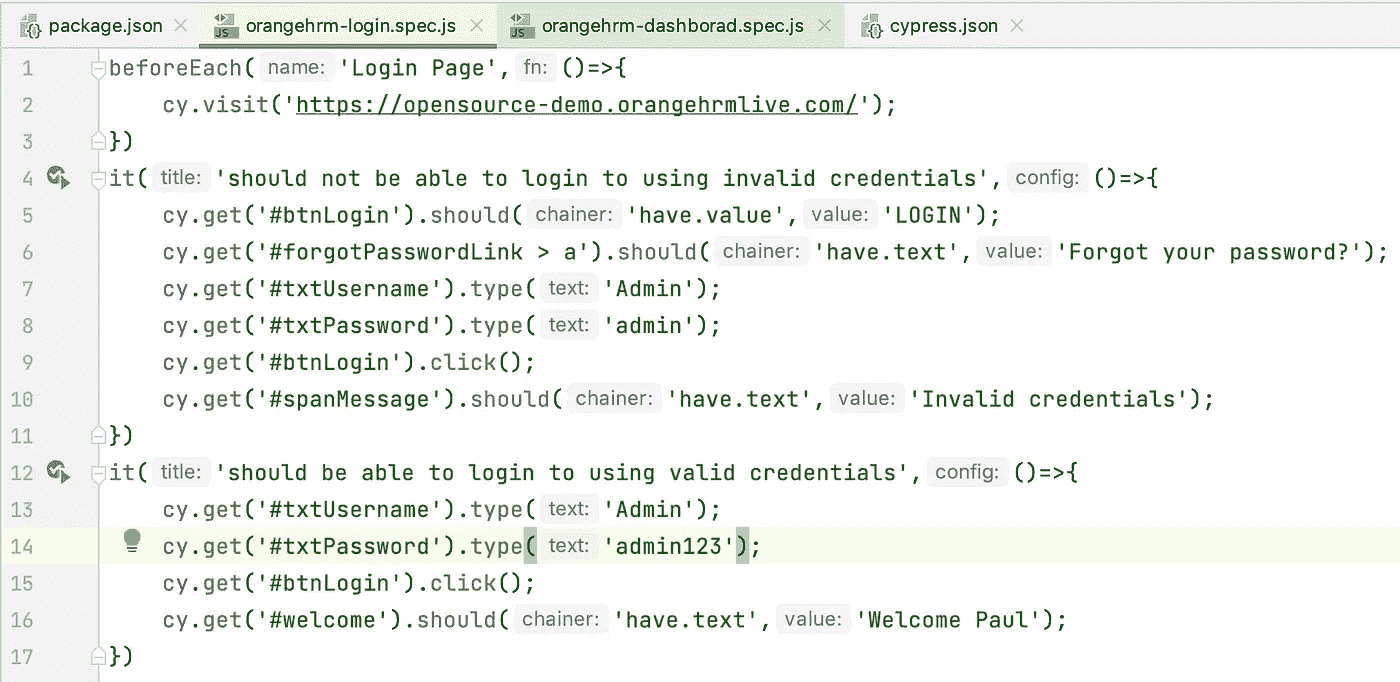 package.json orangehrm-login.spec.js orangehrm-dashborad.spec.js cypress.json
1 beforeEach( name: 'Login Page', fn: ()=>{
2 cy.visit('https://opensource-demo.orangehrmlive.com/');
3 })
4 it( title: 'should not be able to login to using invalid credentials', config: ()=>{
5 cy.get('#btnLogin').should( chainer: 'have.value', value: 'LOGIN');
6 cy.get('#forgotPasswordLink > a').should( chainer: 'have.text', value: 'Forgot your password?');
7 cy.get('#txtUsername').type( text: 'Admin');
8 cy.get('#txtPassword').type( text: 'admin');
9 cy.get('#btnLogin').click();
10 cy.get('#spanMessage').should( chainer: 'have.text', value: 'Invalid credentials');
11 })
12 it( title: 'should be able to login to using valid credentials', config: ()=>{
13 cy.get('#txtUsername').type( text: 'Admin');
14 cy.get('#txtPassword').type( text: 'admin123');
15 cy.get('#btnLogin').click();
16 cy.get('#welcome').should( chainer: 'have.text', value: 'Welcome Paul');
17 })